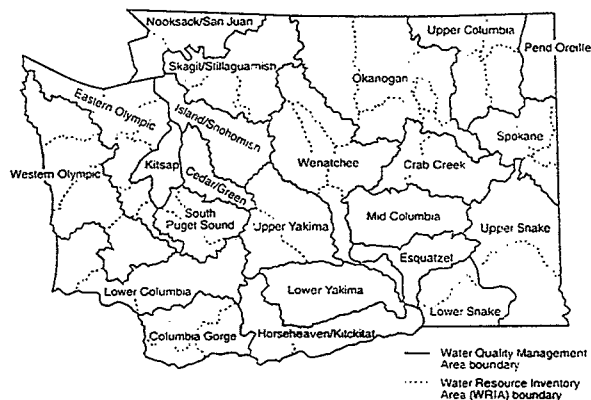 Nooksack/San Juan
Upper Columbia
Pend Oreille
Skagit/Stillaguamish
Okanogan
Eastern Olympic
Island/Snohomish
Spokane
Kitsap
Wenatchee
Crab Creek
Western Olympic
Cedar/Green
South
Puget Sound
Mid Columbia
Upper Yakima
Upper Snake
Esquatzel
Lower Columbia
Lower Yakima
Lower Snake
Columbia Gorge
Horseheaven/Klickitat
Water Quality Management
Area boundary
Water Resource Inventory
Area (WRIA) boundary